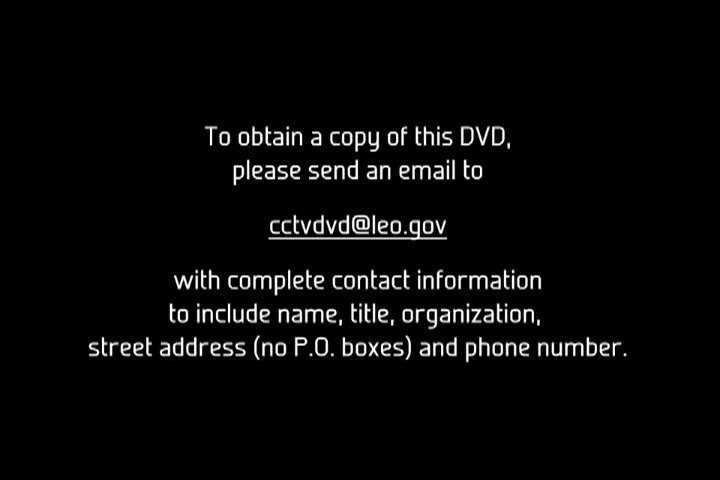 To obtain a copy of this DVD,
please send an email to
cctvdvd@leo.gov
with complete contact information
to include name, title, organization,
street address (no P.O. boxes) and phone number.